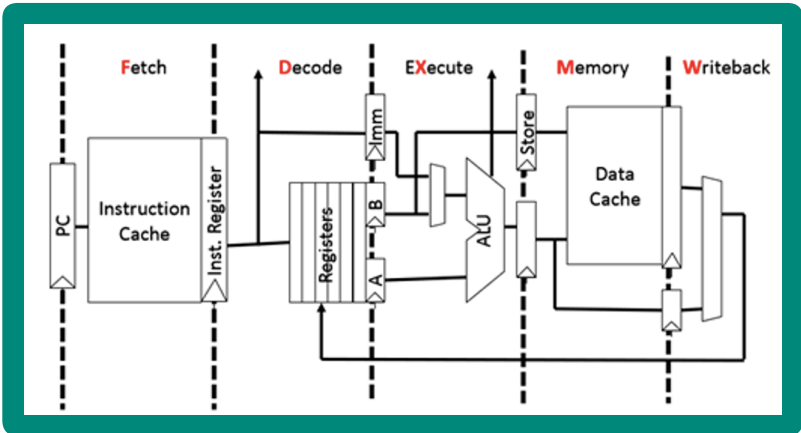 Fetch
Decode
EXecute
Memory
Writeback
PC
Instruction
Cache
Inst. Register
Registers
Imm
B
A
ALU
Store
Data
Cache